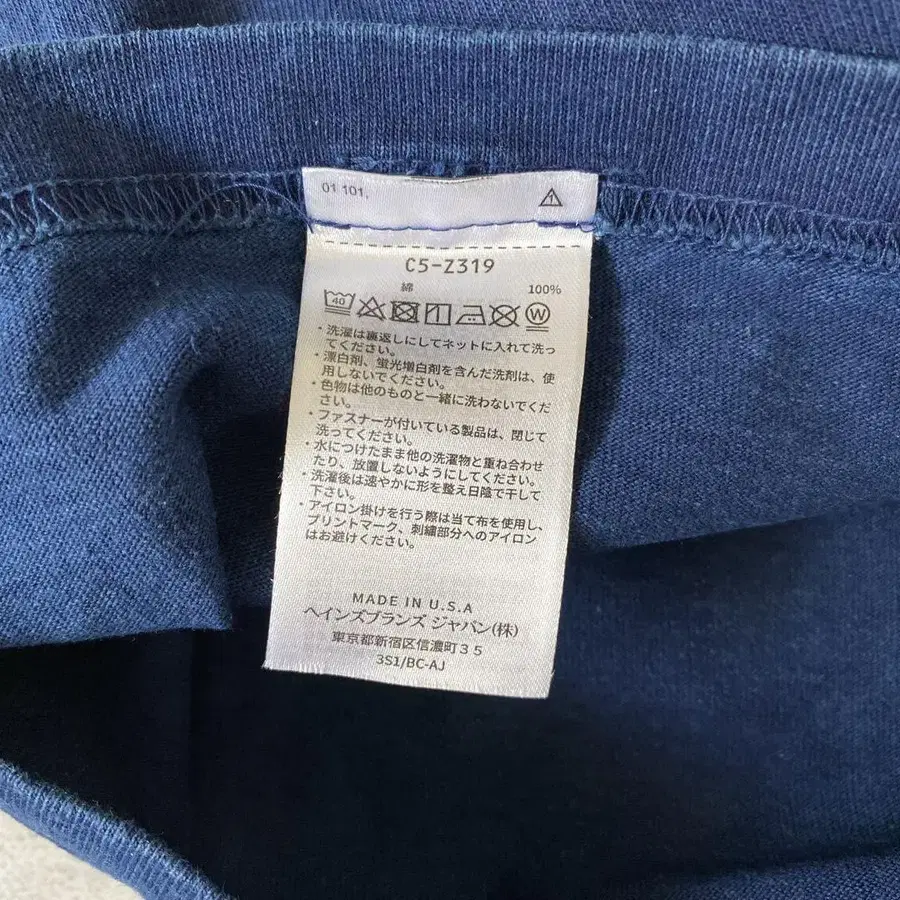 01 101,
1
C5-Z319
綿 100%
40
W
・洗濯は裏返しにしてネットに入れて洗っ
てください。
・漂白剤、蛍光増白剤を含んだ洗剤は、使
用しないでください。
・色物は他のものと一緒に洗わないでくだ
さい。
・ファスナーが付いている製品は、閉じて
洗ってください。
・水につけたまま他の洗濯物と重ね合わせ
たり、放置しないようにしてください。
・洗濯後は速やかに形を整え日陰で干して
下さい。
・アイロン掛けを行う際は当て布を使用し、
プリントマーク、刺繍部分へのアイロン
はお避けください。
MADE IN U.S.A
ヘインズブランズ ジャパン(株)
東京都新宿区信濃町35
3S1/BC-AJ